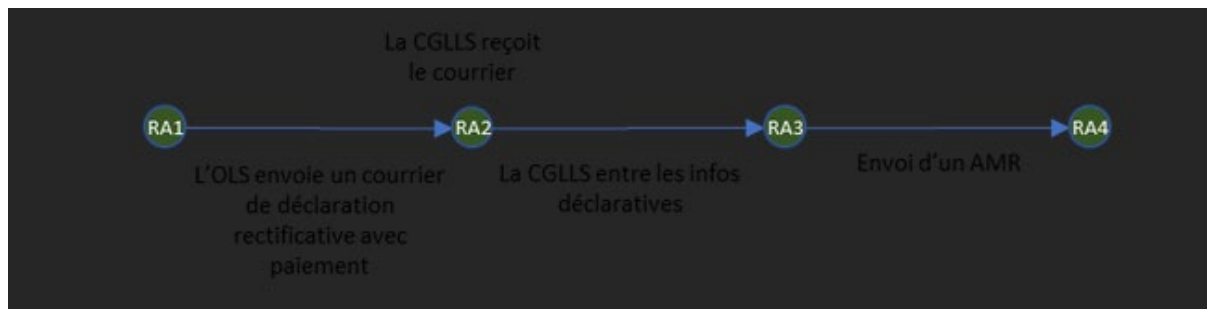 La CGLLS reçoit
le courrier
RA1
RA2
RA3
RA4
L'OLS envoie un courrier
de déclaration
rectificative avec
paiement
La CGLLS entre les infos
déclaratives
Envoi d'un AMR